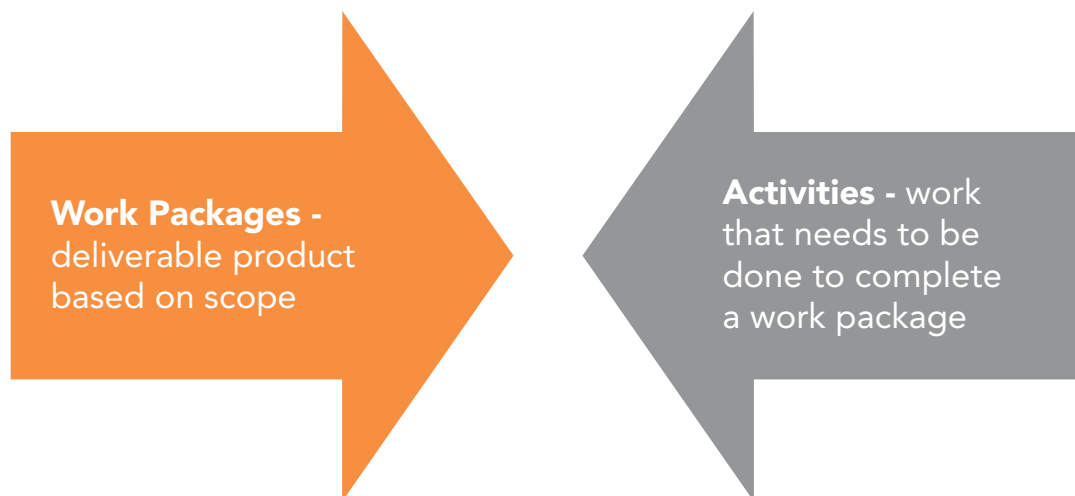 Work Packages -
deliverable product
based on scope
Activities - work
that needs to be
done to complete
a work package